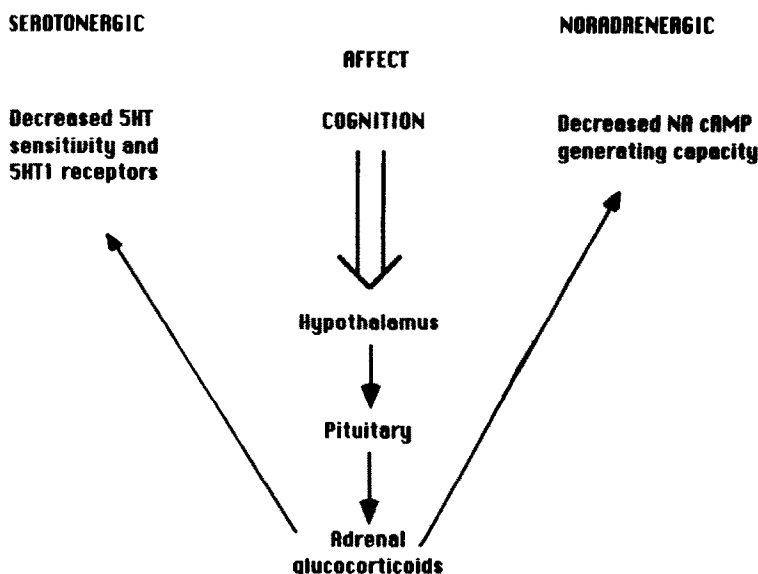 SEROTONERGIC
NORADRENERGIC
AFFECT
COGNITION
Decreased 5HT
sensitivity and
5HT1 receptors
Decreased NA cAMP
generating capacity
Hypothalamus
Pituitary
Adrenal
glucocorticoids